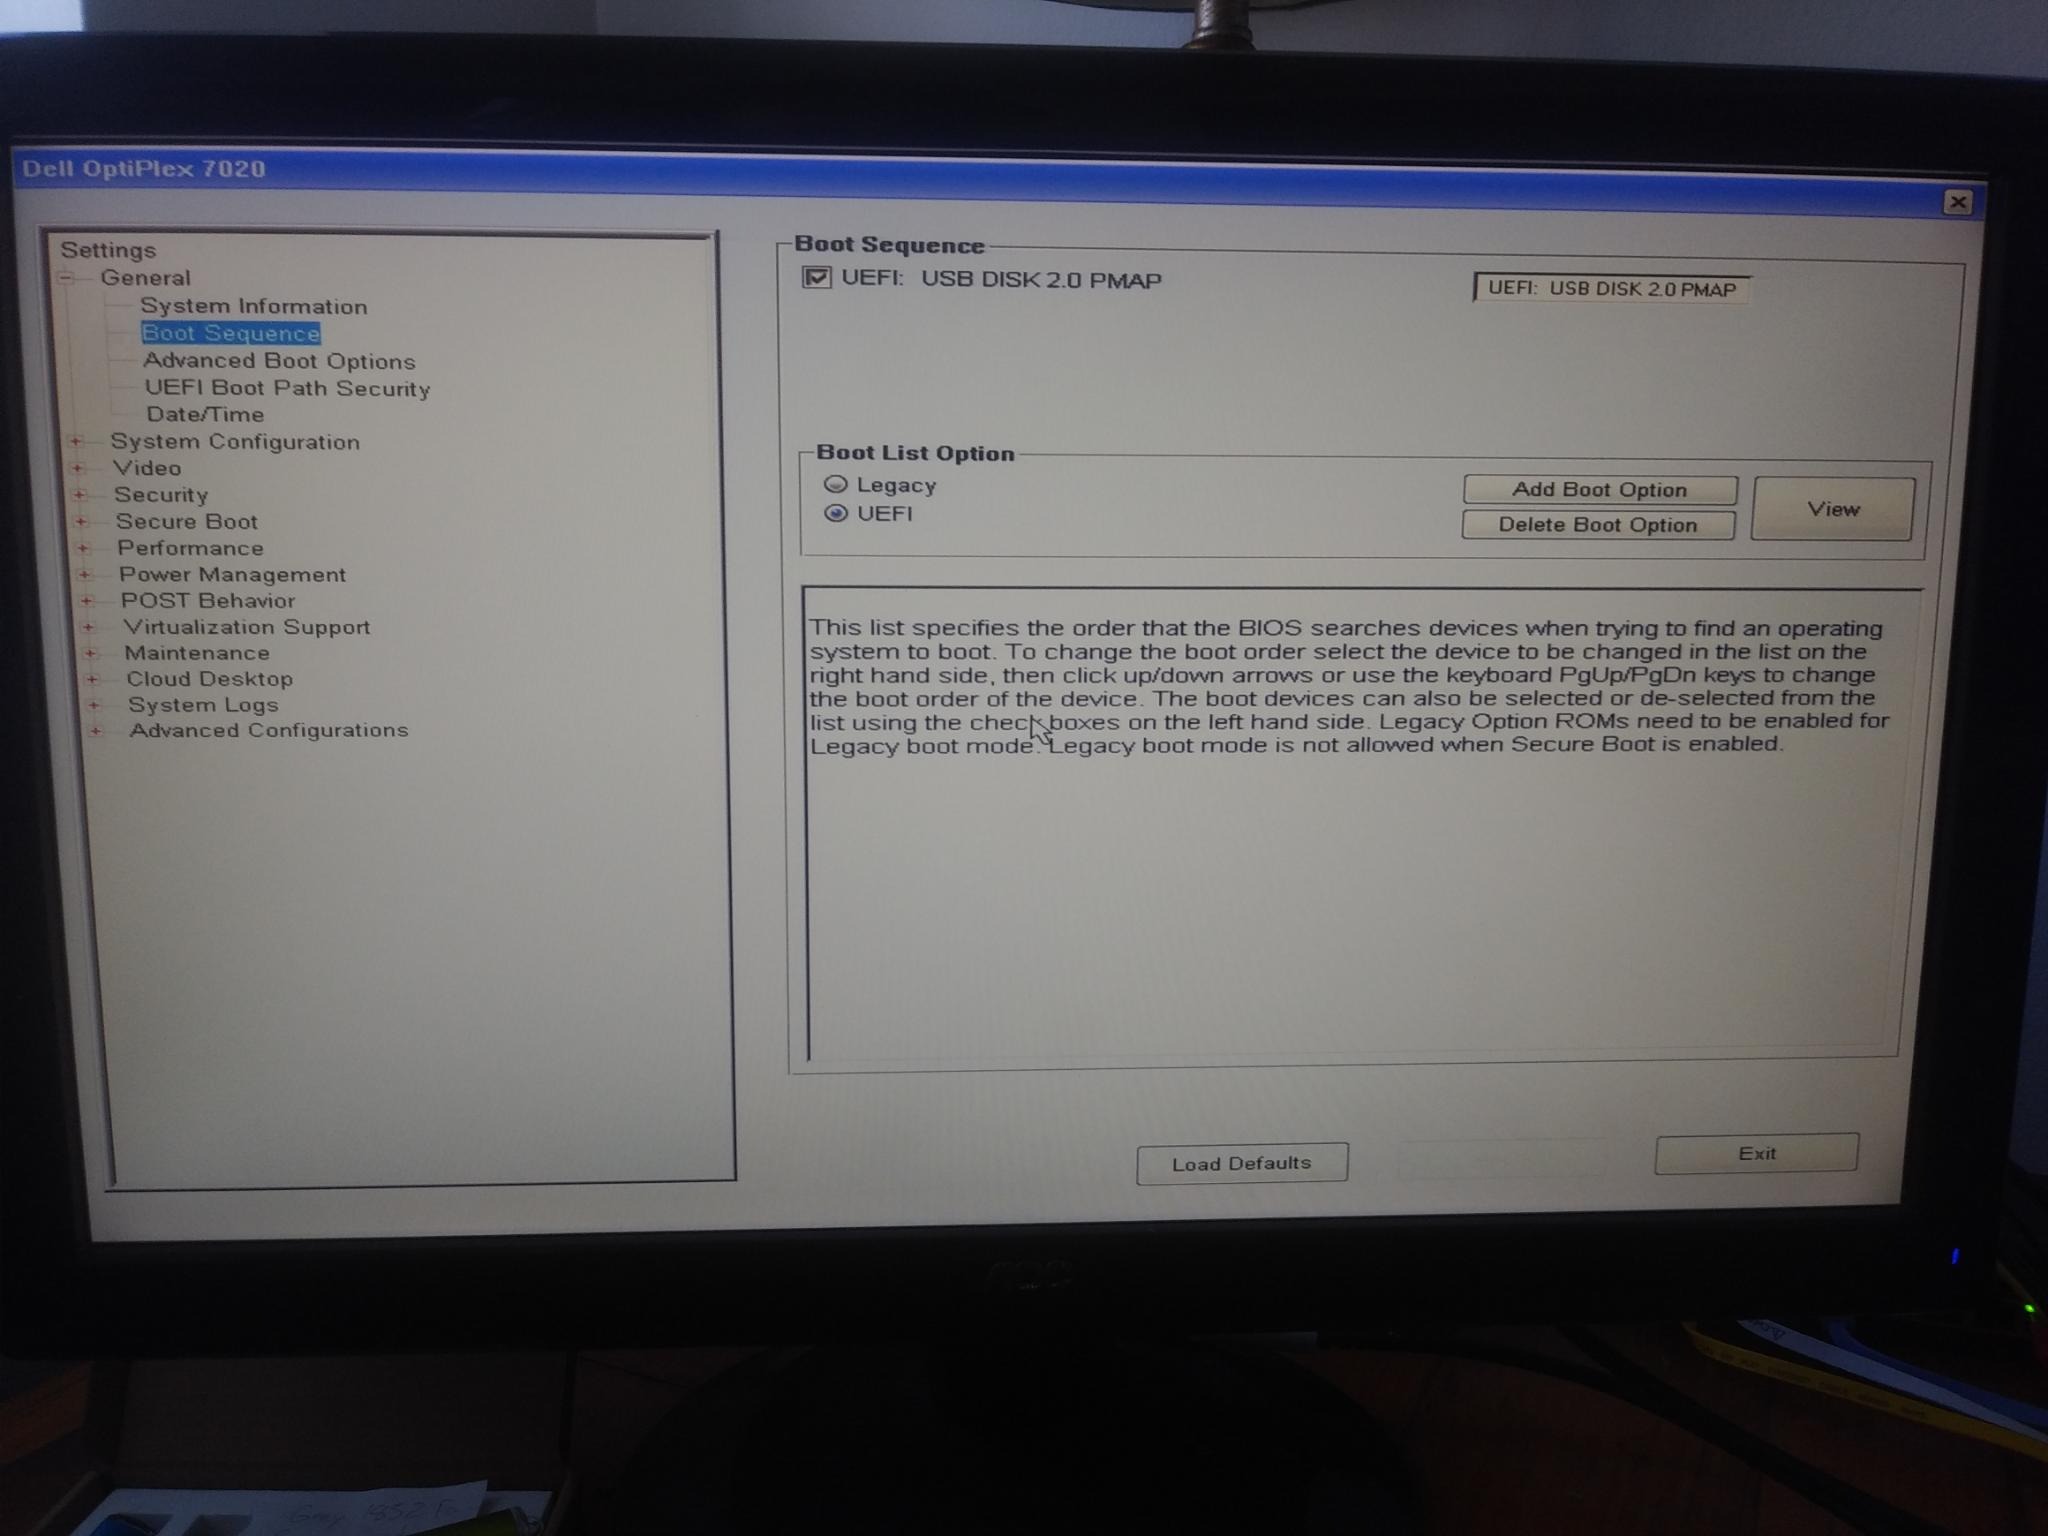 Dell OptiPlex 7020
Settings
General
System Information
Boot Sequence
Advanced Boot Options
UEFI Boot Path Security
Date/Time
System Configuration
Video
Security
Secure Boot
Performance
Power Management
POST Behavior
Virtualization Support
Maintenance
Cloud Desktop
System Logs
Advanced Configurations
Boot Sequence
UEFI: USB DISK 2.0 PMAP
UEFI: USB DISK 2.0 PMAP
Boot List Option
Legacy
UEFI
Add Boot Option
Delete Boot Option
View
This list specifies the order that the BIOS searches devices when trying to find an operating
system to boot. To change the boot order select the device to be changed in the list on the
right hand side, then click up/down arrows or use the keyboard PgUp/PgDn keys to change
the boot order of the device. The boot devices can also be selected or de-selected from the
list using the check boxes on the left hand side. Legacy Option ROMs need to be enabled for
Legacy boot mode. Legacy boot mode is not allowed when Secure Boot is enabled.
Load Defaults
Exit